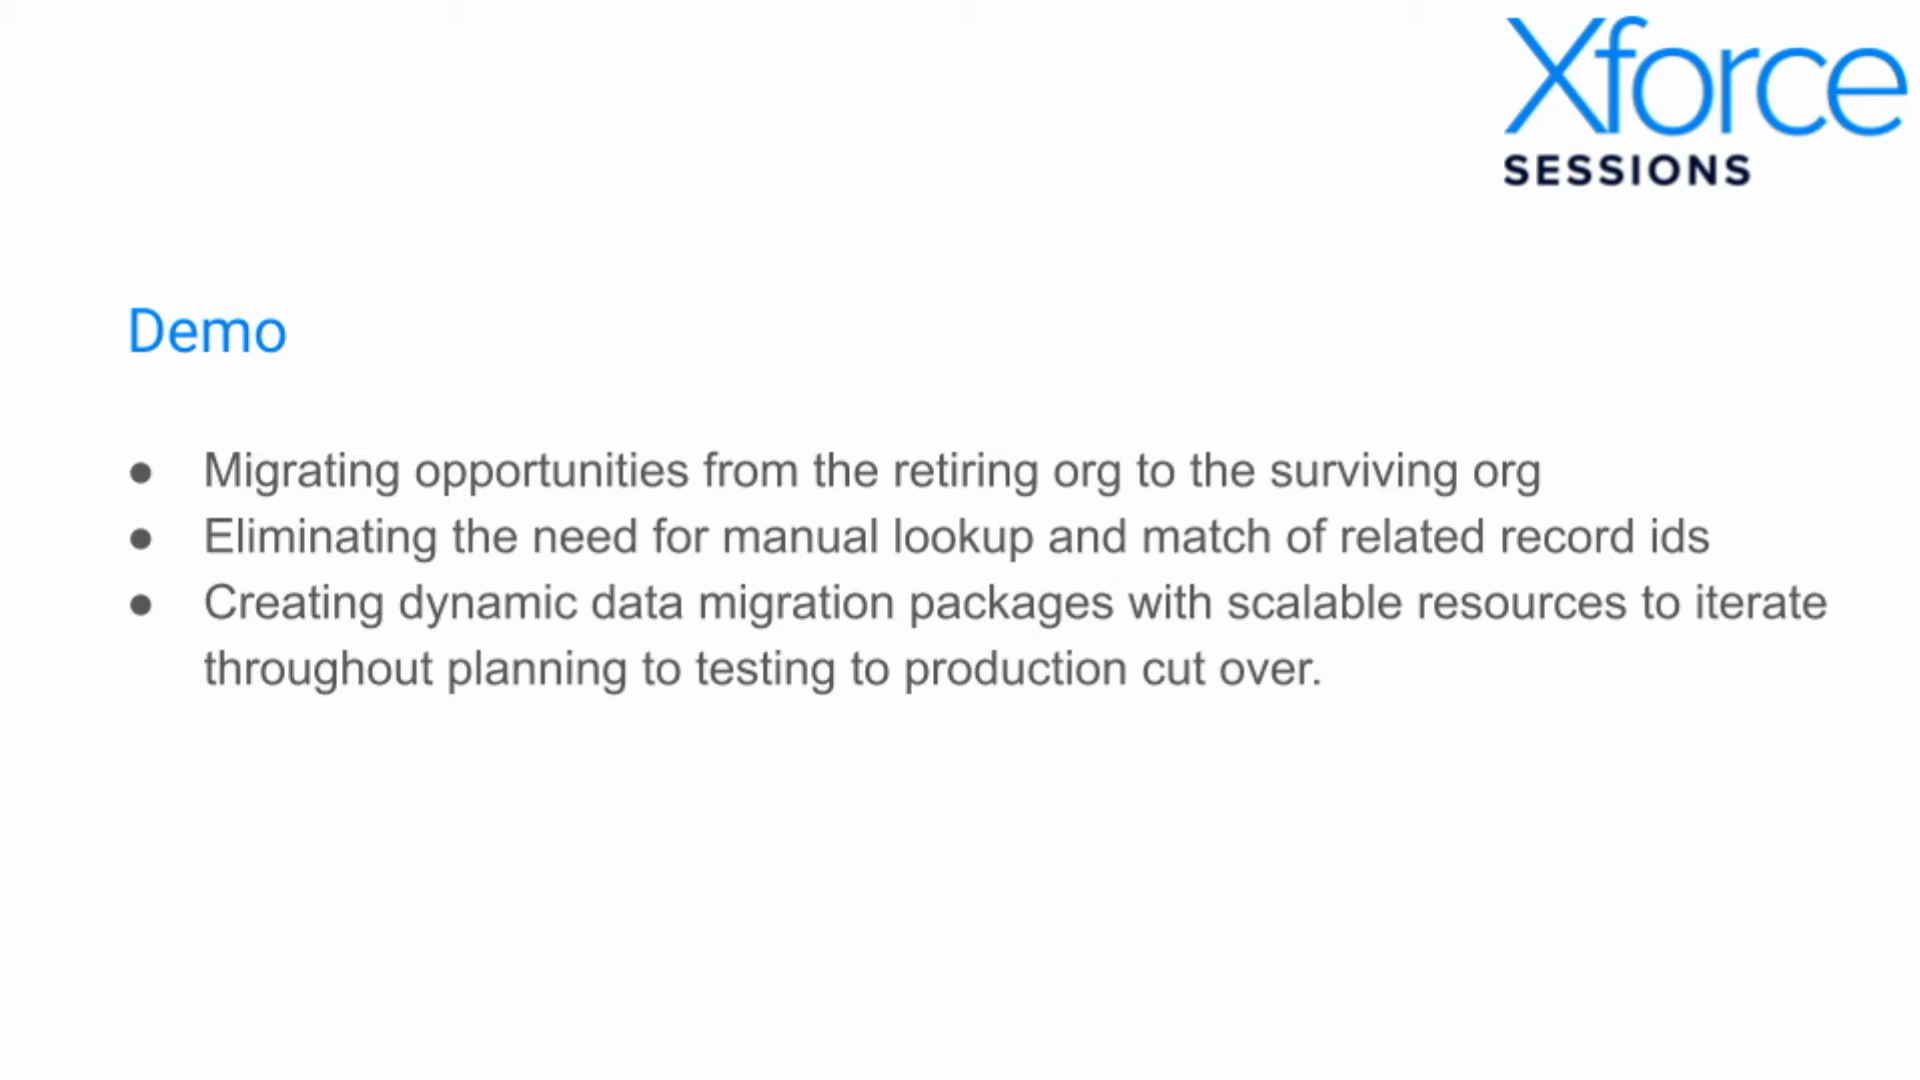 Xforce
SESSIONS
Demo
● Migrating opportunities from the retiring org to the surviving org
● Eliminating the need for manual lookup and match of related record ids
● Creating dynamic data migration packages with scalable resources to iterate
throughout planning to testing to production cut over.